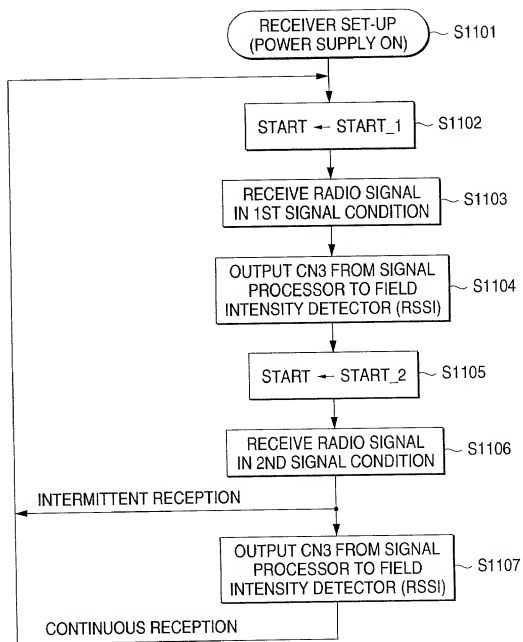 RECEIVER SET-UP
(POWER SUPPLY ON)
S1101
START ← START_1
S1102
RECEIVE RADIO SIGNAL
IN 1ST SIGNAL CONDITION
S1103
OUTPUT CN3 FROM SIGNAL
PROCESSOR TO FIELD
INTENSITY DETECTOR (RSSI)
S1104
START ← START_2
S1105
RECEIVE RADIO SIGNAL
IN 2ND SIGNAL CONDITION
S1106
INTERMITTENT RECEPTION
OUTPUT CN3 FROM SIGNAL
PROCESSOR TO FIELD
INTENSITY DETECTOR (RSSI)
S1107
CONTINUOUS RECEPTION